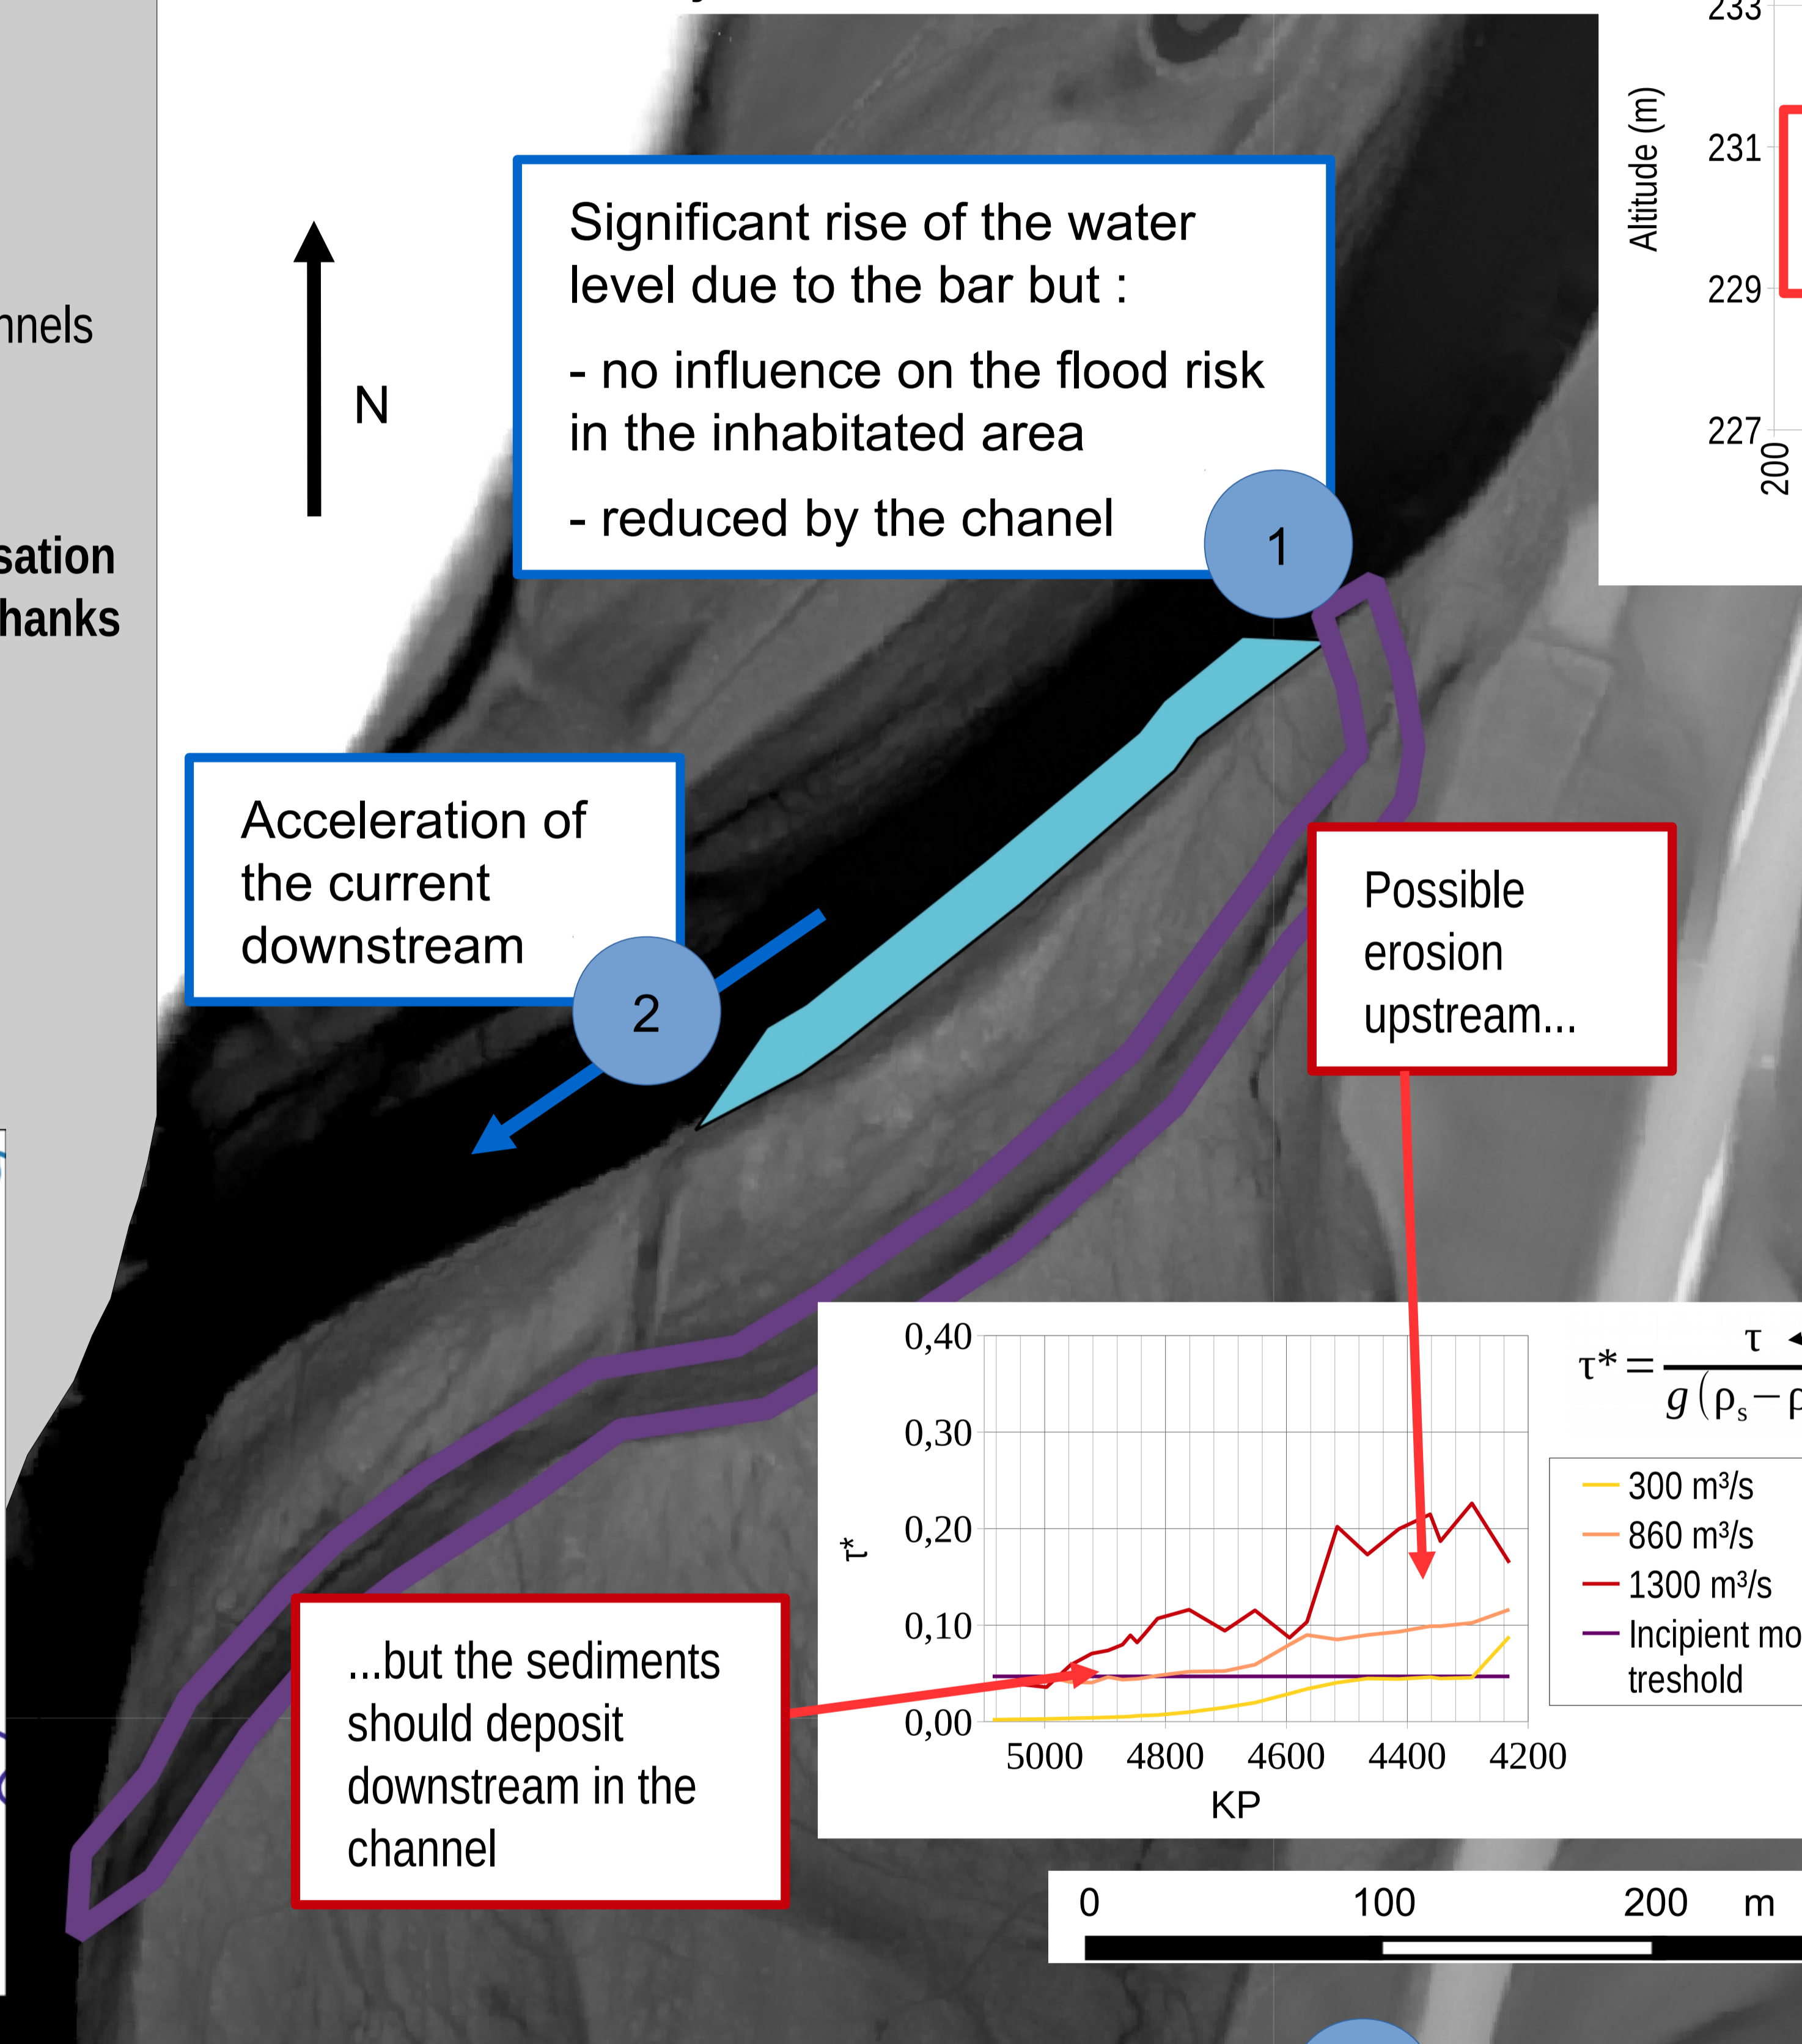 nnels
sation
hanks
N
Significant rise of the water
level due to the bar but :
- no influence on the flood risk
in the inhabitated area
- reduced by the chanel
1
Altitude (m)
233
231
229
227
200
Acceleration of
the current
downstream
2
Possible
erosion
upstream...
...but the sediments
should deposit
downstream in the
channel
0,40
0,30
0,20
0,10
0,00
τ*
5000 4800 4600 4400 4200
KP
τ* = τ
g (ρs −
300 m³/s
860 m³/s
1300 m³/s
Incipient mo
treshold
0 100 200 m